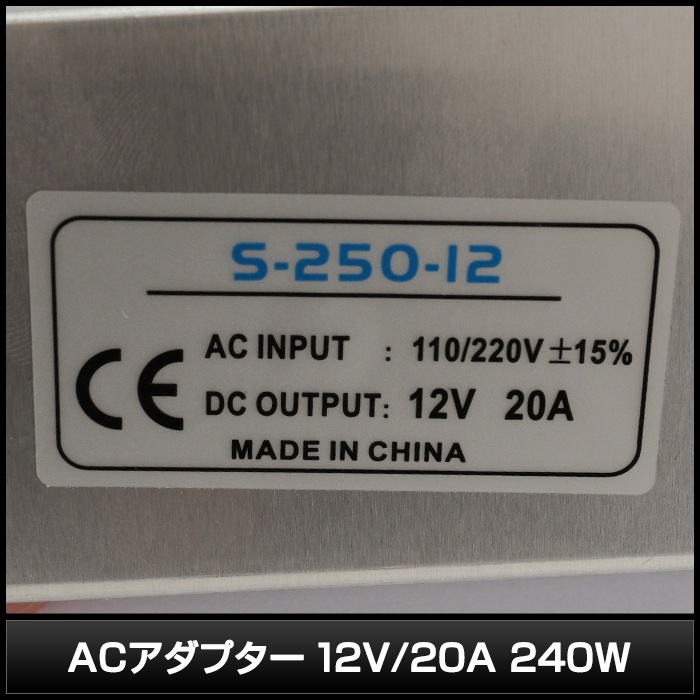 S-250-12
AC INPUT : 110/220V ±15%
CE DC OUTPUT: 12V 20A
MADE IN CHINA
ACアダプター 12V/20A 240W